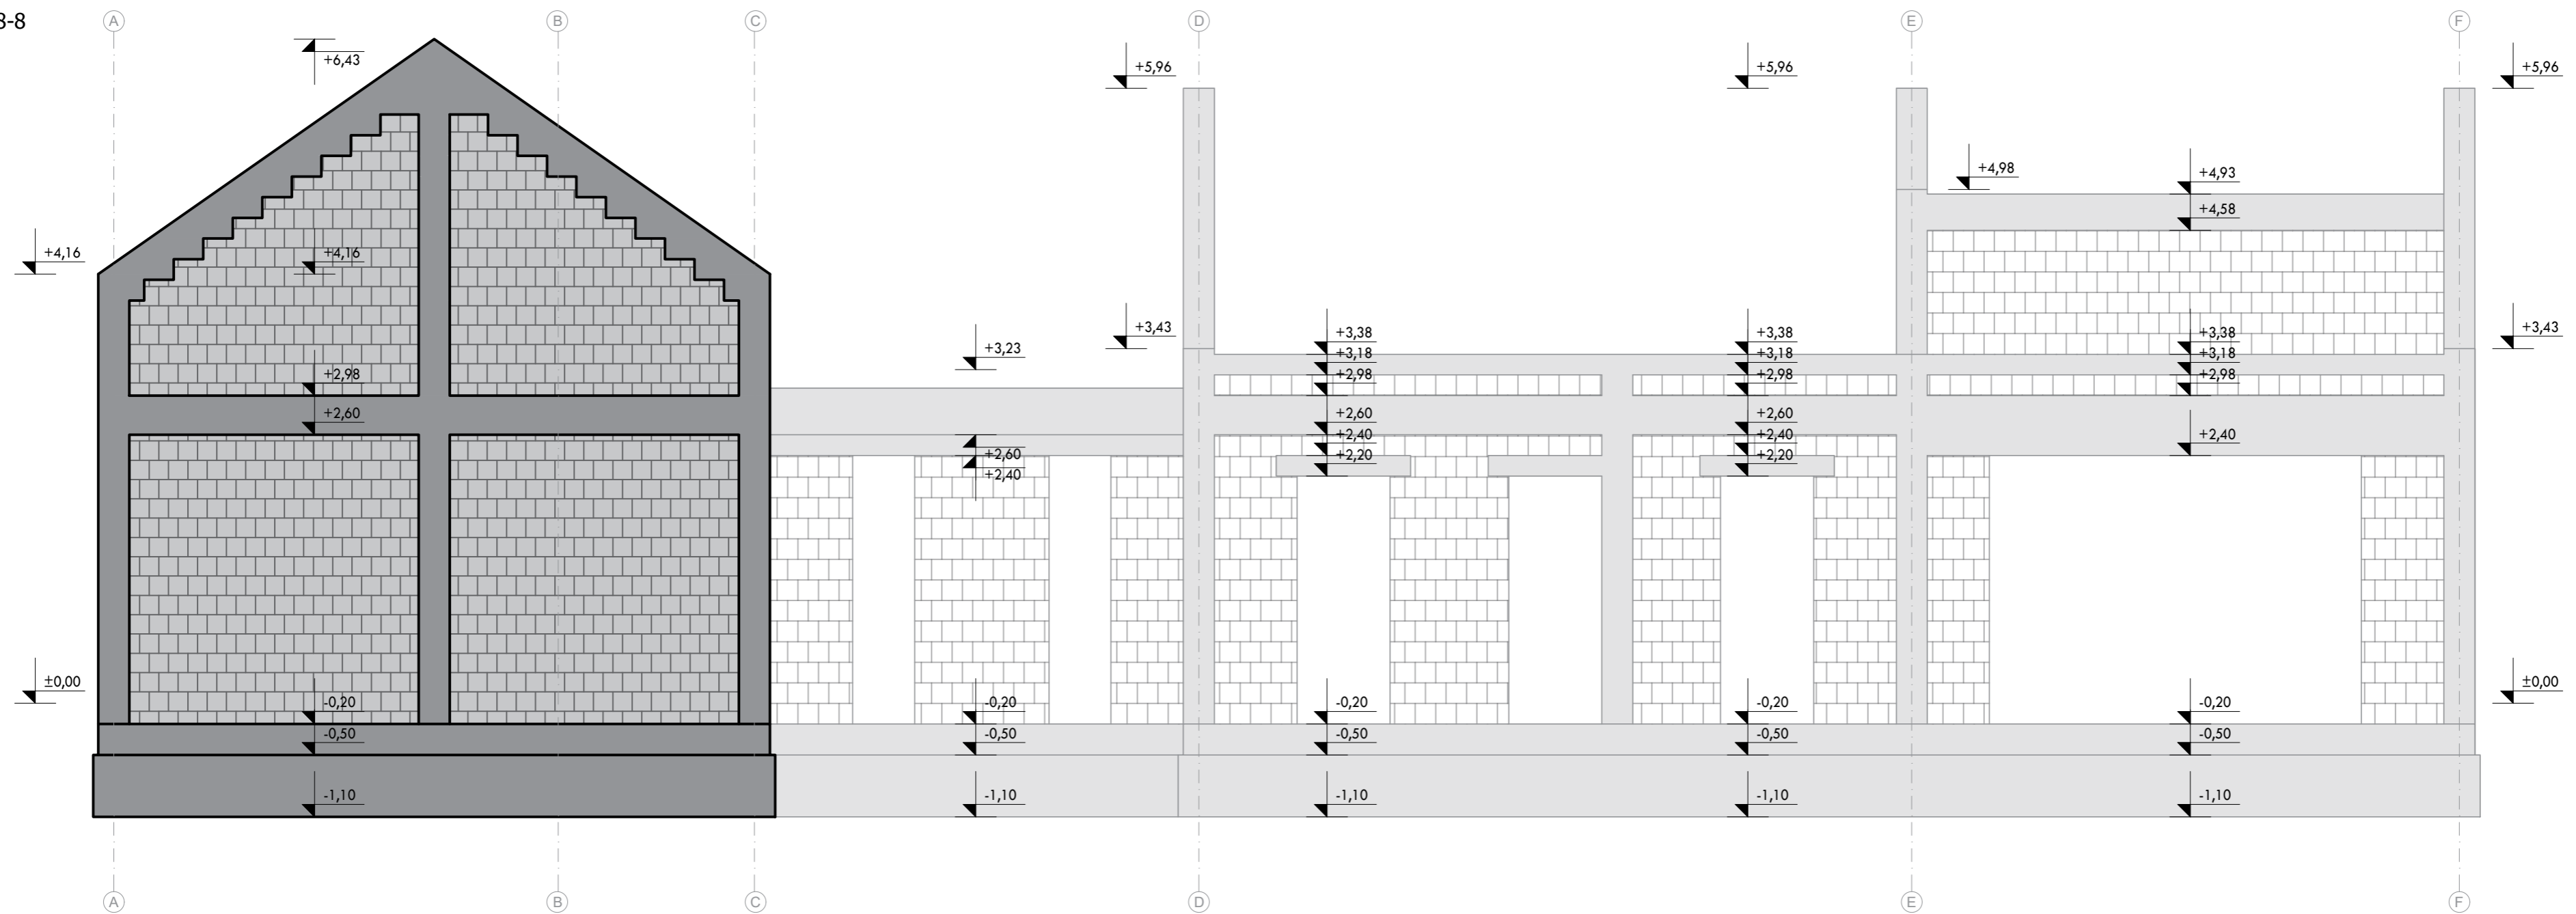 8-8
A B C D E F
+6,43
+5,96 +5,96 +5,96
+4,98 +4,93
+4,58
+4,16 +4,16
+3,43 +3,43
+3,23 +3,38 +3,38 +3,38
+3,18 +3,18 +3,18
+2,98 +2,98 +2,98 +2,98
+2,60 +2,60 +2,60
+2,60 +2,40 +2,40 +2,40
+2,40 +2,20 +2,20
±0,00 ±0,00
-0,20 -0,20 -0,20 -0,20 -0,20
-0,50 -0,50 -0,50 -0,50 -0,50
-1,10 -1,10 -1,10 -1,10 -1,10
A B C D E F